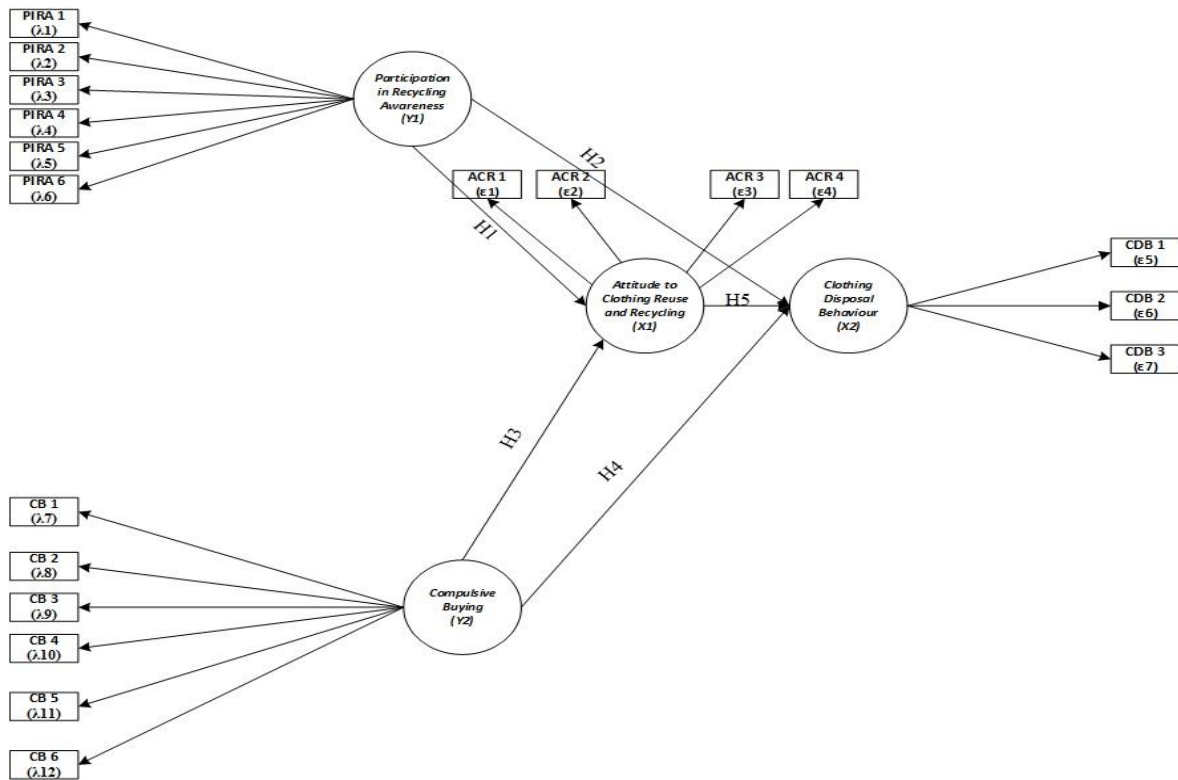 PIRA 1
(λ1)
PIRA 2
(λ2)
PIRA 3
(λ3)
PIRA 4
(λ4)
PIRA 5
(λ5)
PIRA 6
(λ6)
Participation
in Recycling
Awareness
(Y1)
H1
H2
ACR 1
(ε1)
ACR 2
(ε2)
ACR 3
(ε3)
ACR 4
(ε4)
Attitude to
Clothing Reuse
and Recycling
(X1)
H5
Clothing
Disposal
Behaviour
(X2)
CDB 1
(ε5)
CDB 2
(ε6)
CDB 3
(ε7)
H3
H4
CB 1
(λ7)
CB 2
(λ8)
CB 3
(λ9)
CB 4
(λ10)
CB 5
(λ11)
CB 6
(λ12)
Compulsive
Buying
(Y2)